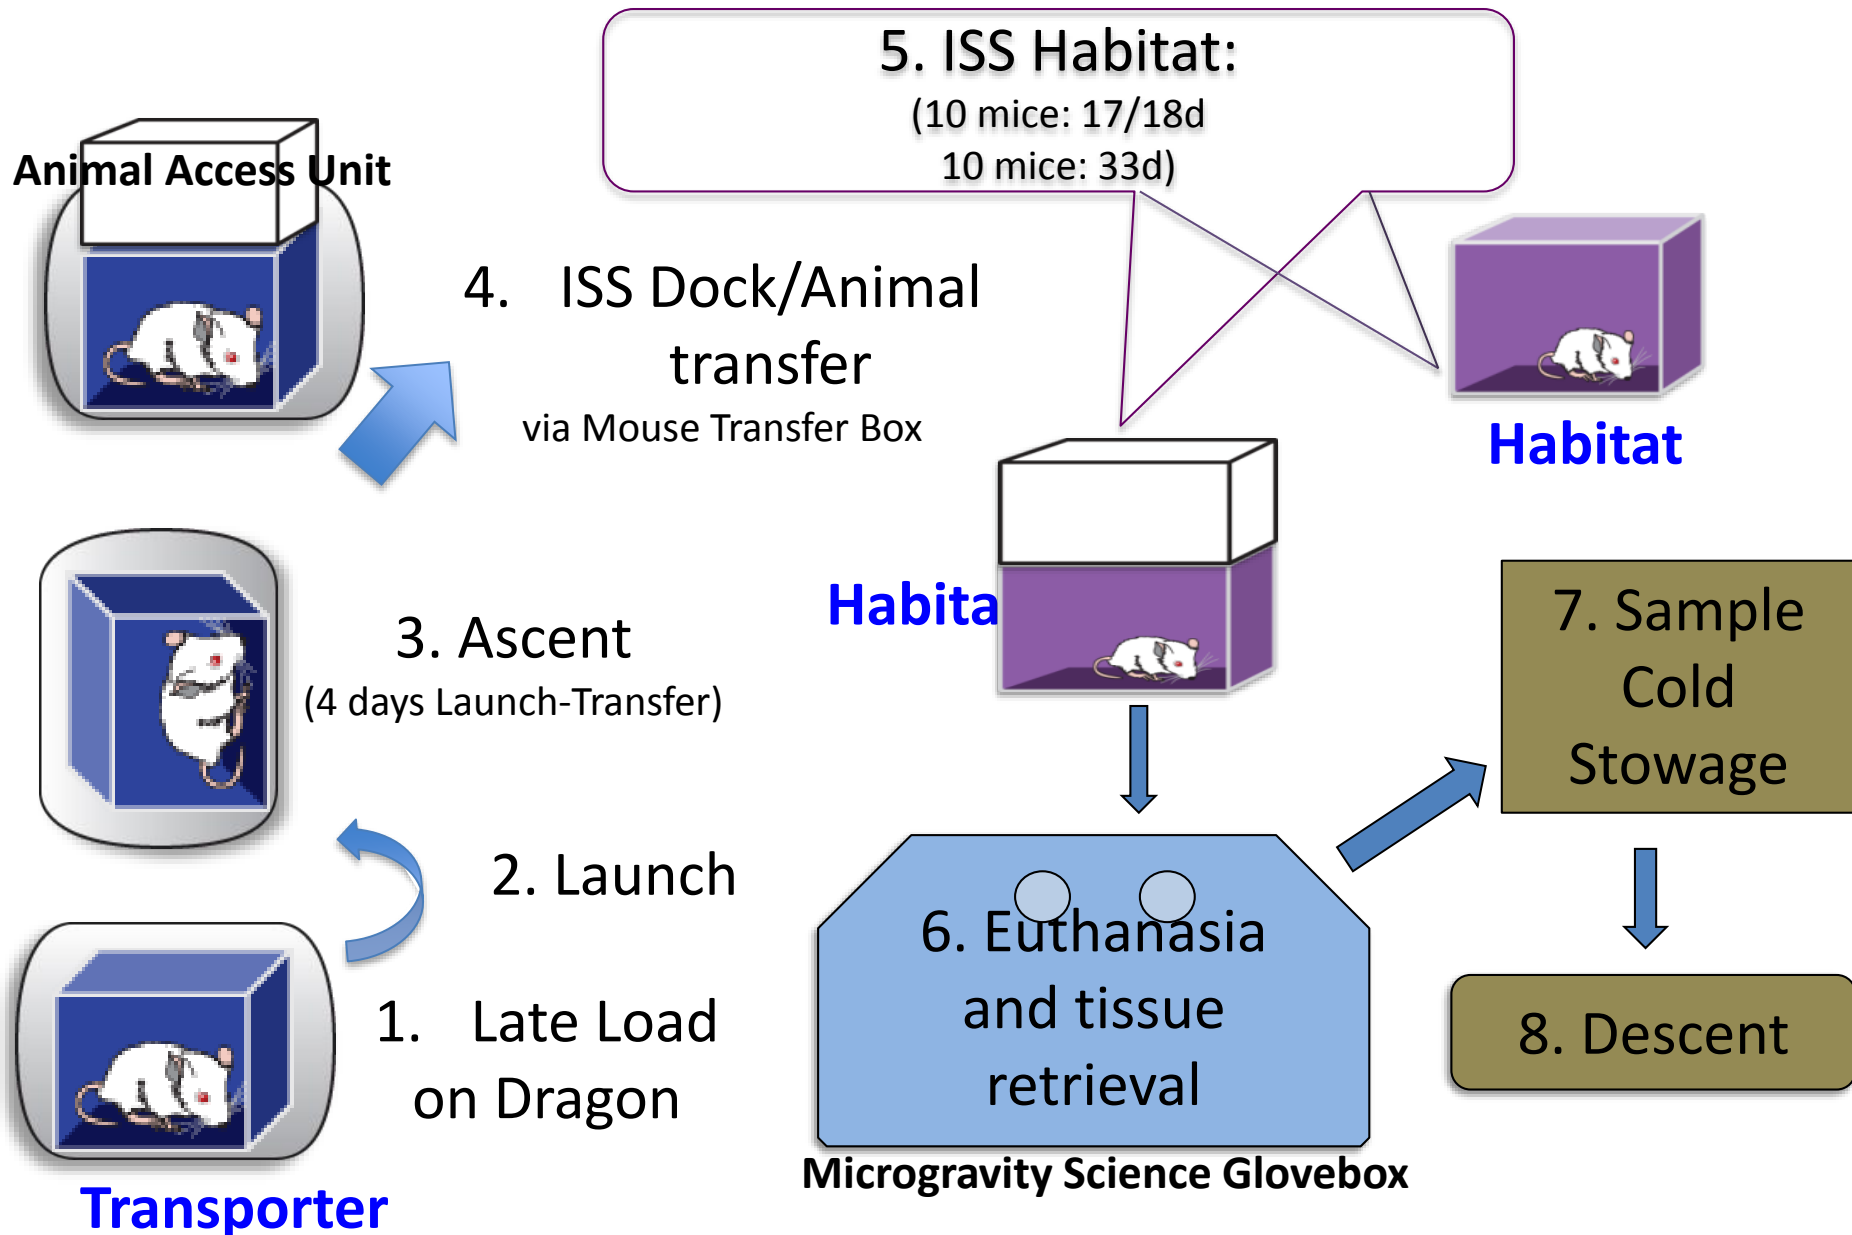 5. ISS Habitat:
(10 mice: 17/18d
10 mice: 33d)
Animal Access Unit
4. ISS Dock/Animal
transfer
via Mouse Transfer Box
Habitat
Habita
3. Ascent
(4 days Launch-Transfer)
7. Sample
Cold
Stowage
2. Launch
6. Euthanasia
and tissue
retrieval
1. Late Load
on Dragon
8. Descent
Microgravity Science Glovebox
Transporter